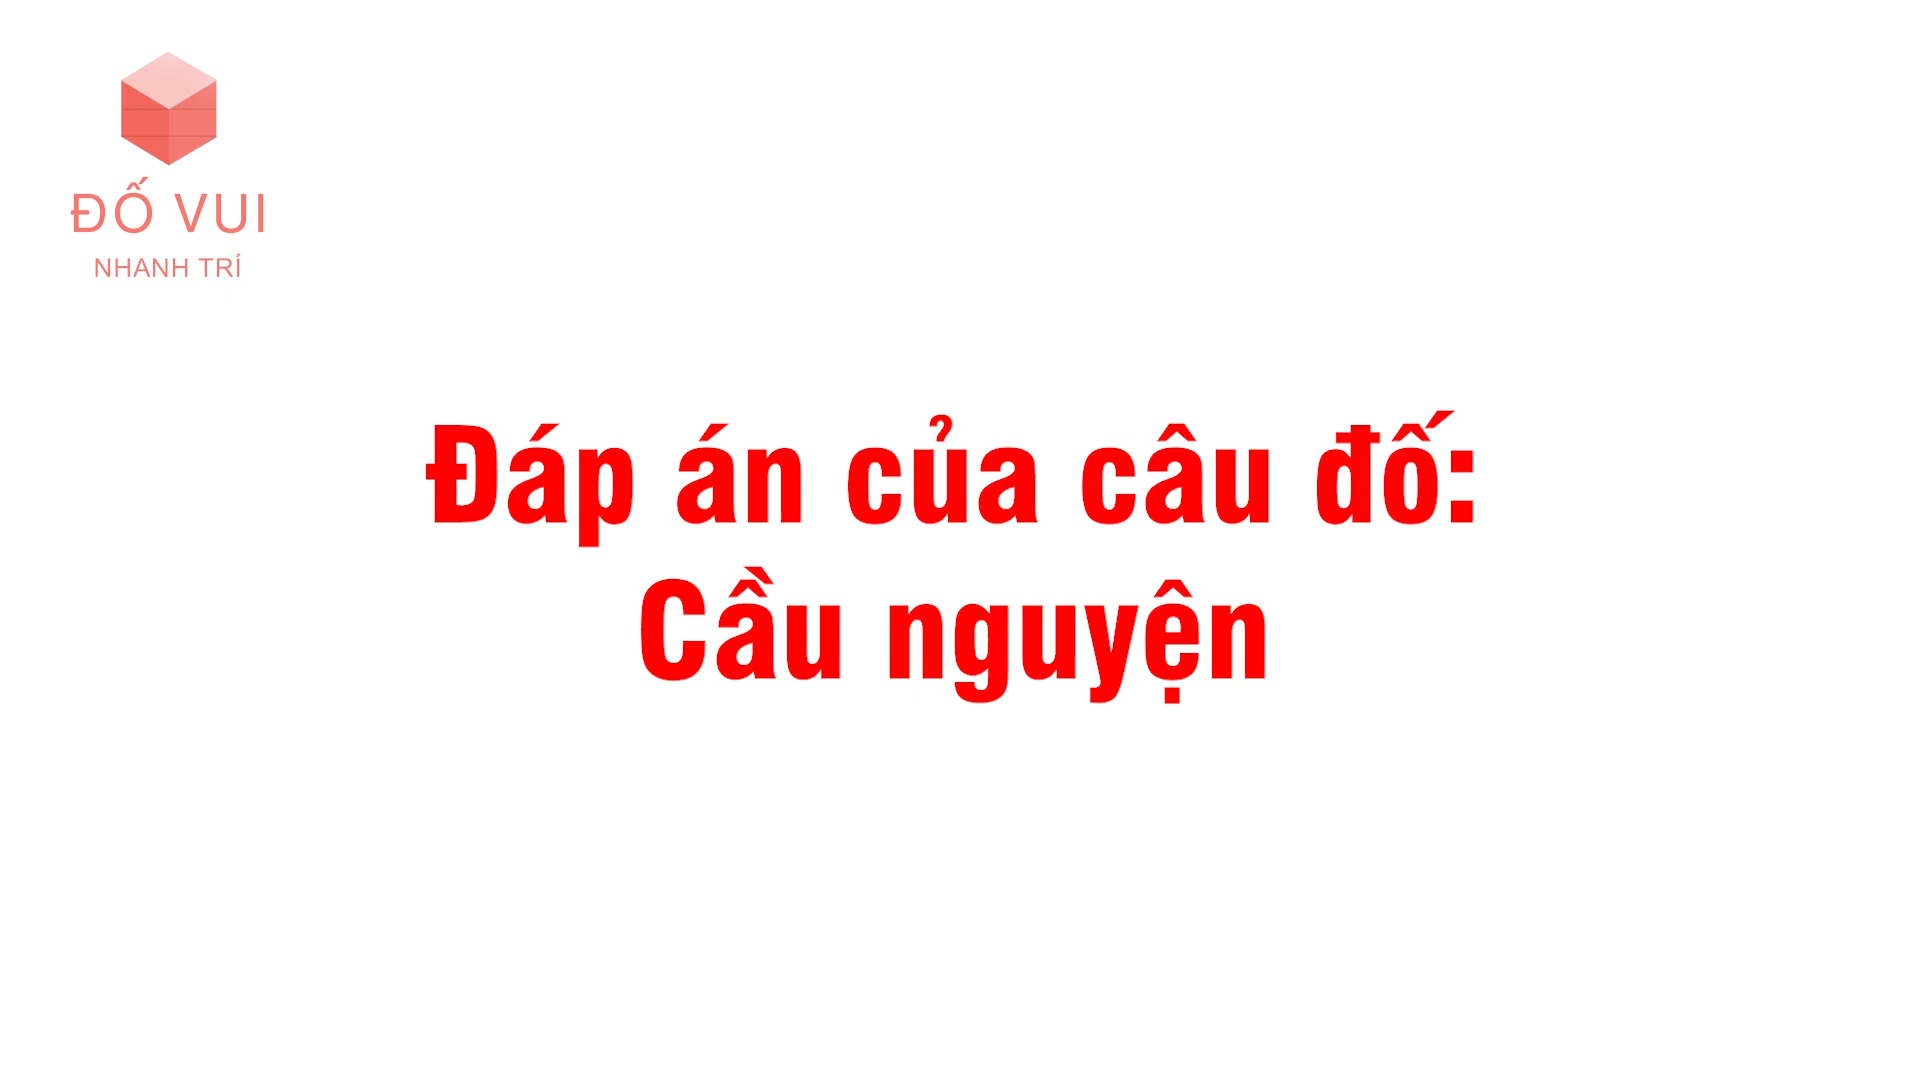 ĐỐ VUI
NHANH TRÍ
Đáp án của câu đố:
Cầu nguyện